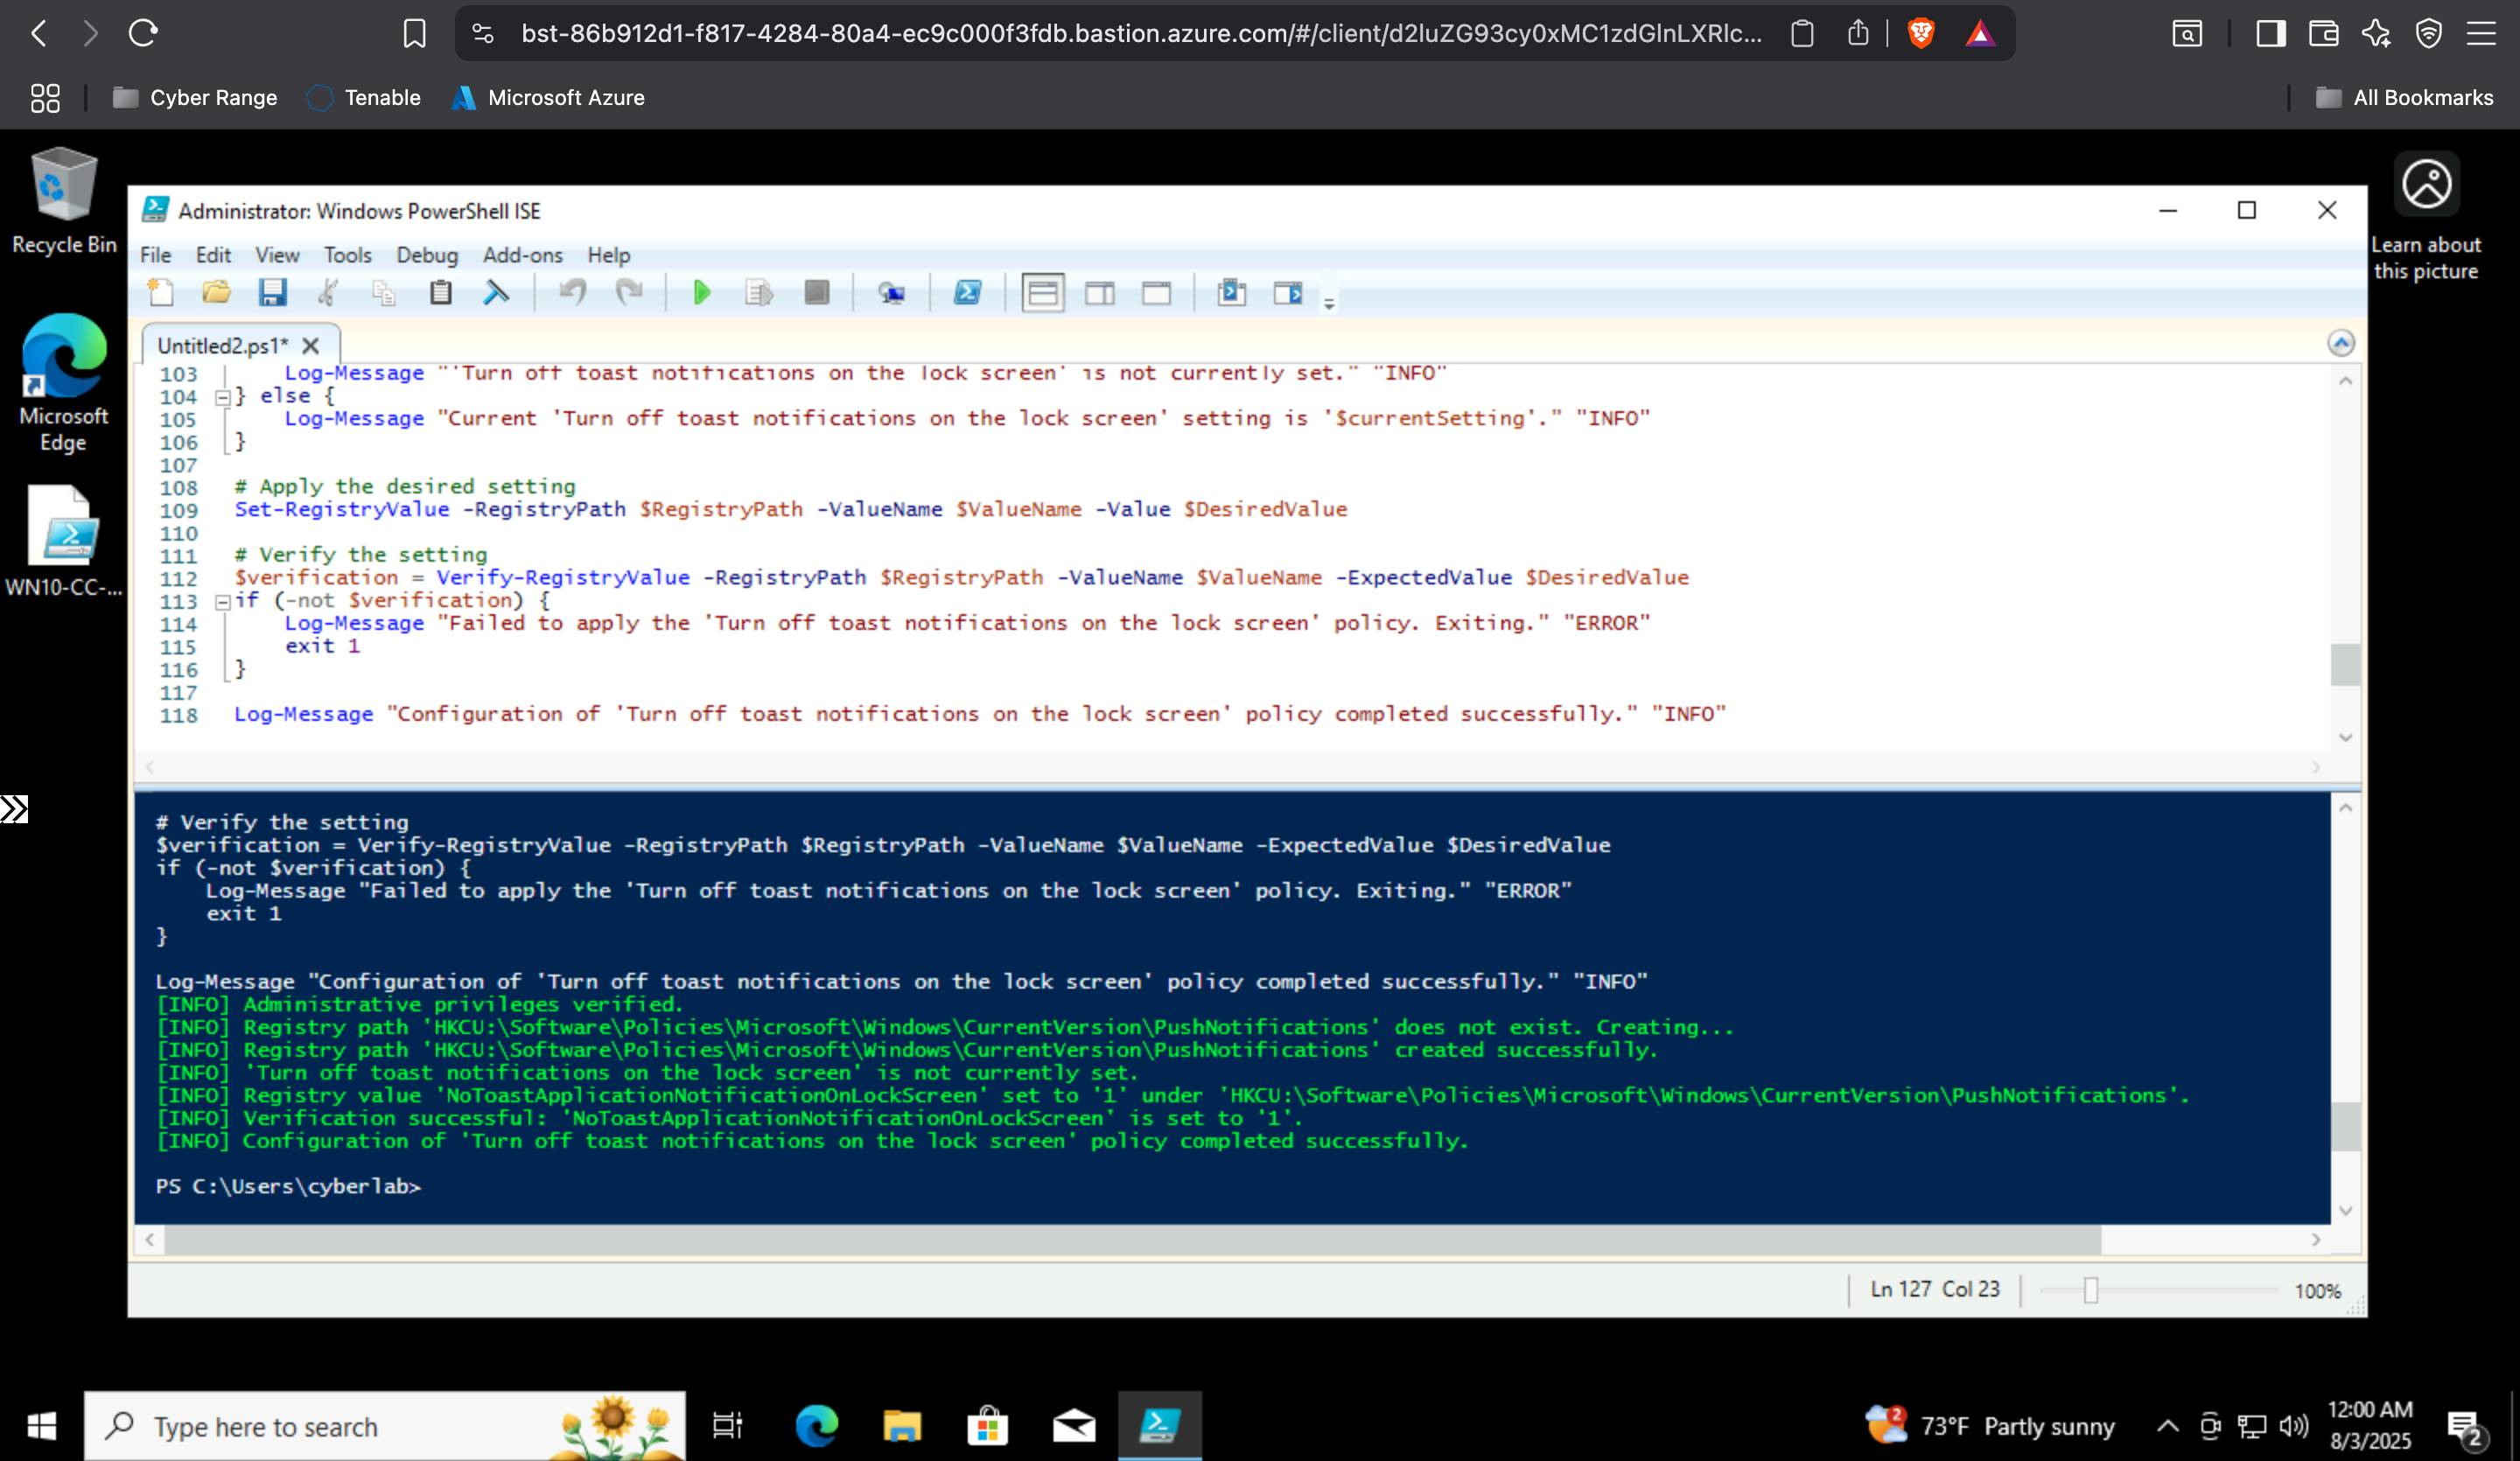 bst-86b912d1-f817-4284-80a4-ec9c000f3fdb.bastion.azure.com/#/client/d2luZG93cy0xMC1zdGlnLXRlc...
Cyber Range
Tenable
Microsoft Azure
All Bookmarks
Recycle Bin
Microsoft Edge
WN10-CC-...
Learn about this picture
Administrator: Windows PowerShell ISE
File Edit View Tools Debug Add-ons Help
Untitled2.ps1*
103 Log-Message "'Turn off toast notifications on the lock screen' is not currently set." "INFO"
104 } else {
105 Log-Message "Current 'Turn off toast notifications on the lock screen' setting is '$currentSetting'." "INFO"
106 }
107
108 # Apply the desired setting
109 Set-RegistryValue -RegistryPath $RegistryPath -ValueName $ValueName -Value $DesiredValue
110
111 # Verify the setting
112 $verification = Verify-RegistryValue -RegistryPath $RegistryPath -ValueName $ValueName -ExpectedValue $DesiredValue
113 if (-not $verification) {
114 Log-Message "Failed to apply the 'Turn off toast notifications on the lock screen' policy. Exiting." "ERROR"
115 exit 1
116 }
117
118 Log-Message "Configuration of 'Turn off toast notifications on the lock screen' policy completed successfully." "INFO"
# Verify the setting
$verification = Verify-RegistryValue -RegistryPath $RegistryPath -ValueName $ValueName -ExpectedValue $DesiredValue
if (-not $verification) {
Log-Message "Failed to apply the 'Turn off toast notifications on the lock screen' policy. Exiting." "ERROR"
exit 1
}
Log-Message "Configuration of 'Turn off toast notifications on the lock screen' policy completed successfully." "INFO"
[INFO] Administrative privileges verified.
[INFO] Registry path 'HKCU:\Software\Policies\Microsoft\Windows\CurrentVersion\PushNotifications' does not exist. Creating...
[INFO] Registry path 'HKCU:\Software\Policies\Microsoft\Windows\CurrentVersion\PushNotifications' created successfully.
[INFO] 'Turn off toast notifications on the lock screen' is not currently set.
[INFO] Registry value 'NoToastApplicationNotificationOnLockScreen' set to '1' under 'HKCU:\Software\Policies\Microsoft\Windows\CurrentVersion\PushNotifications'.
[INFO] Verification successful: 'NoToastApplicationNotificationOnLockScreen' is set to '1'.
[INFO] Configuration of 'Turn off toast notifications on the lock screen' policy completed successfully.
PS C:\Users\cyberlab>
Ln 127 Col 23
100%
Type here to search
2
73°F Partly sunny
12:00 AM
8/3/2025
2